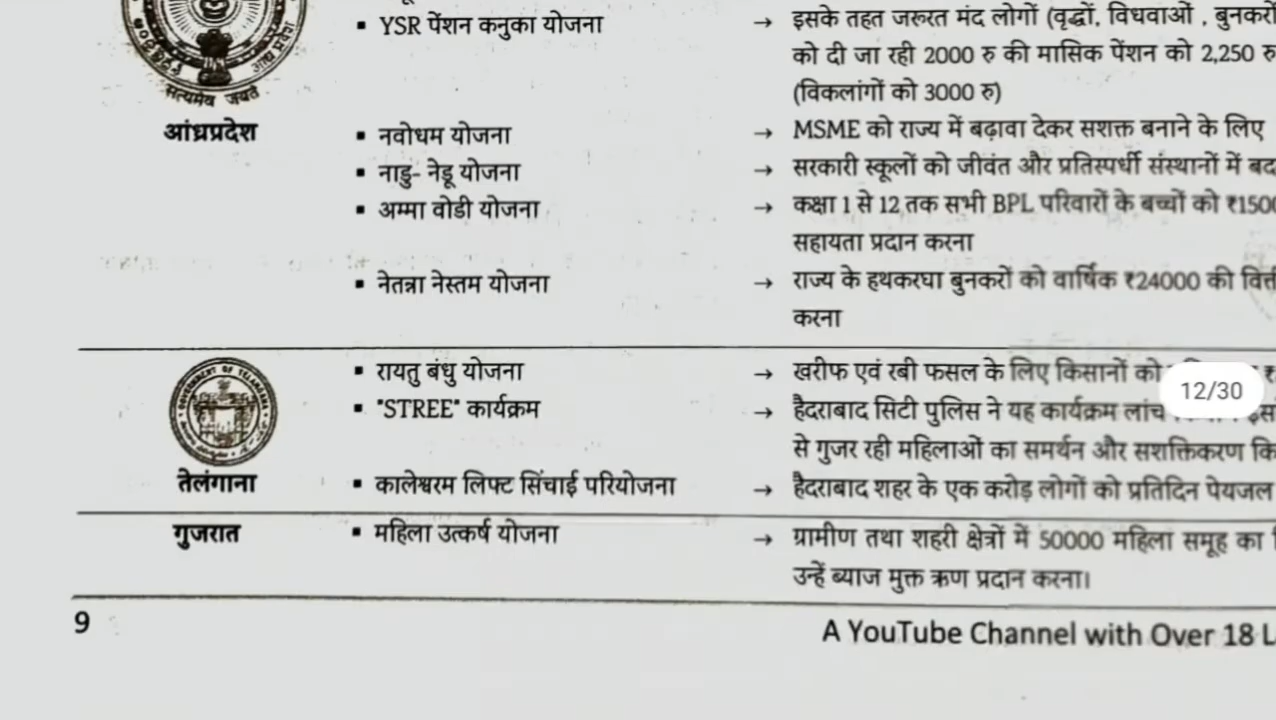 YSR पेंशन कनुका योजना → इसके तहत जरूरत मंद लोगों (वृद्धों, विधवाओं , बुनकरों
को दी जा रही 2000 रु की मासिक पेंशन को 2,250 रु
(विकलांगों को 3000 रु)
सत्यमेव जयते
आंध्रप्रदेश
▪ नवोधम योजना → MSME को राज्य में बढ़ावा देकर सशक्त बनाने के लिए
▪ नाडु- नेडू योजना → सरकारी स्कूलों को जीवंत और प्रतिस्पर्धी संस्थानों में बद
▪ अम्मा वोडी योजना → कक्षा 1 से 12 तक सभी BPL परिवारों के बच्चों को ₹1500
सहायता प्रदान करना
▪ नेतन्ना नेस्तम योजना → राज्य के हथकरघा बुनकरों को वार्षिक ₹24000 की वित्त
करना
▪ रायतु बंधु योजना → खरीफ एवं रबी फसल के लिए किसानों को
12/30
▪ "STREE" कार्यक्रम → हैदराबाद सिटी पुलिस ने यह कार्यक्रम लांच
से गुजर रही महिलाओं का समर्थन और सशक्तिकरण कि
तेलंगाना
▪ कालेश्वरम लिफ्ट सिंचाई परियोजना → हैदराबाद शहर के एक करोड़ लोगों को प्रतिदिन पेयजल
गुजरात
▪ महिला उत्कर्ष योजना → ग्रामीण तथा शहरी क्षेत्रों में 50000 महिला समूह का
उन्हें ब्याज मुक्त ऋण प्रदान करना।
9
A YouTube Channel with Over 18 L